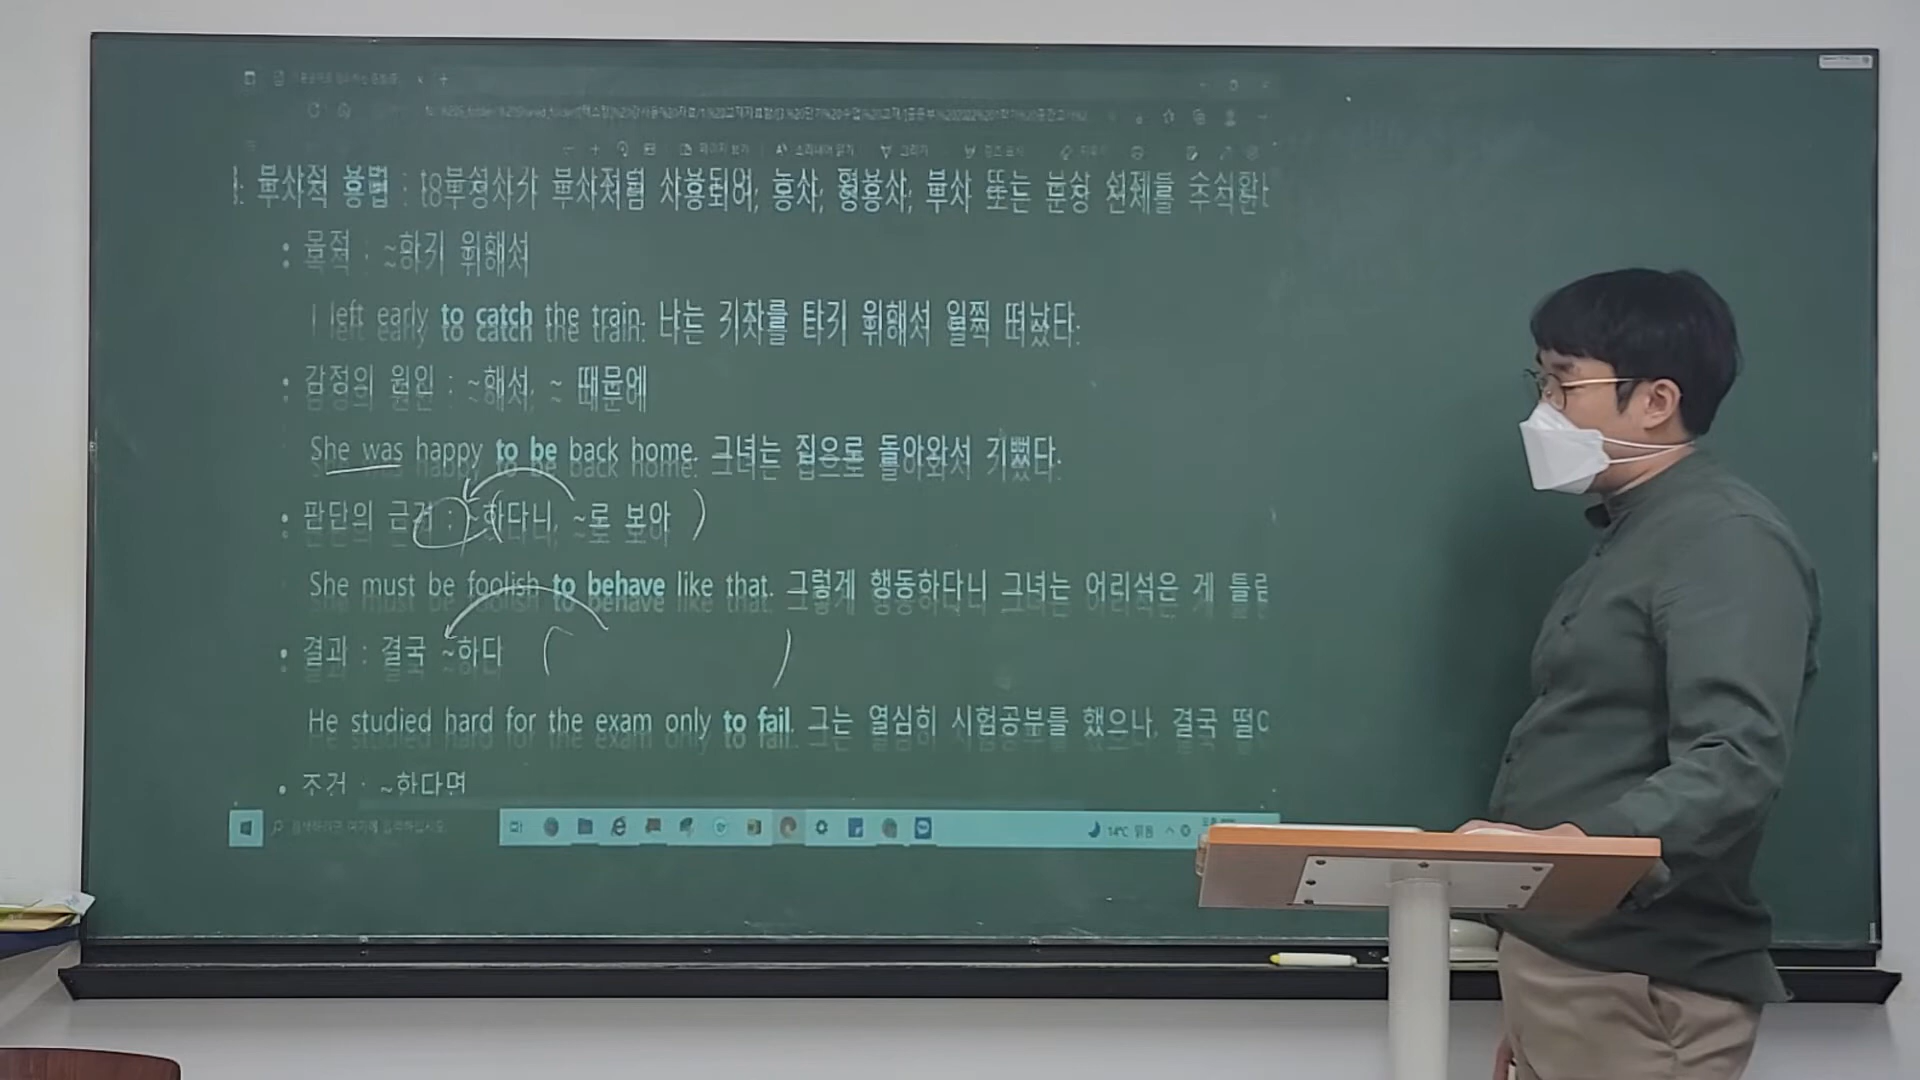 부사적 용법 : to부정사가 부사처럼 사용되어, 동사, 형용사, 부사 또는 문장 전체를 수식한
• 목적 : ~하기 위해서
I left early to catch the train. 나는 기차를 타기 위해서 일찍 떠났다.
• 감정의 원인 : ~해서, ~ 때문에
She was happy to be back home. 그녀는 집으로 돌아와서 기뻤다.
• 판단의 근거 : ~하다니, ~로 보아
She must be foolish to behave like that. 그렇게 행동하다니 그녀는 어리석은 게 틀림
• 결과 : 결국 ~하다
He studied hard for the exam only to fail. 그는 열심히 시험공부를 했으나, 결국 떨어
• 조건 : ~하다면
14°C 맑음